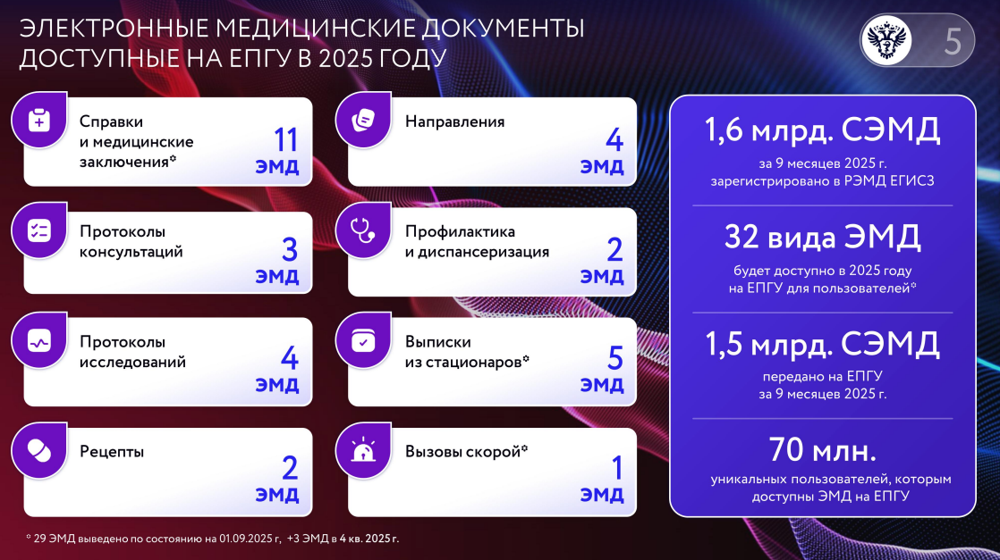 ЭЛЕКТРОННЫЕ МЕДИЦИНСКИЕ ДОКУМЕНТЫ
ДОСТУПНЫЕ НА ЕПГУ В 2025 ГОДУ
5
Справки
и медицинские
заключения*
11
ЭМД
Направления
4
ЭМД
Протоколы
консультаций
3
ЭМД
Профилактика
и диспансеризация
2
ЭМД
Протоколы
исследований
4
ЭМД
Выписки
из стационаров*
5
ЭМД
Рецепты
2
ЭМД
Вызовы скорой*
1
ЭМД
1,6 млрд. СЭМД
за 9 месяцев 2025 г.
зарегистрировано в РЭМД ЕГИСЗ
32 вида ЭМД
будет доступно в 2025 году
на ЕПГУ для пользователей*
1,5 млрд. СЭМД
передано на ЕПГУ
за 9 месяцев 2025 г.
70 млн.
уникальных пользователей, которым
доступны ЭМД на ЕПГУ
* 29 ЭМД выведено по состоянию на 01.09.2025 г, +3 ЭМД в 4 кв. 2025 г.